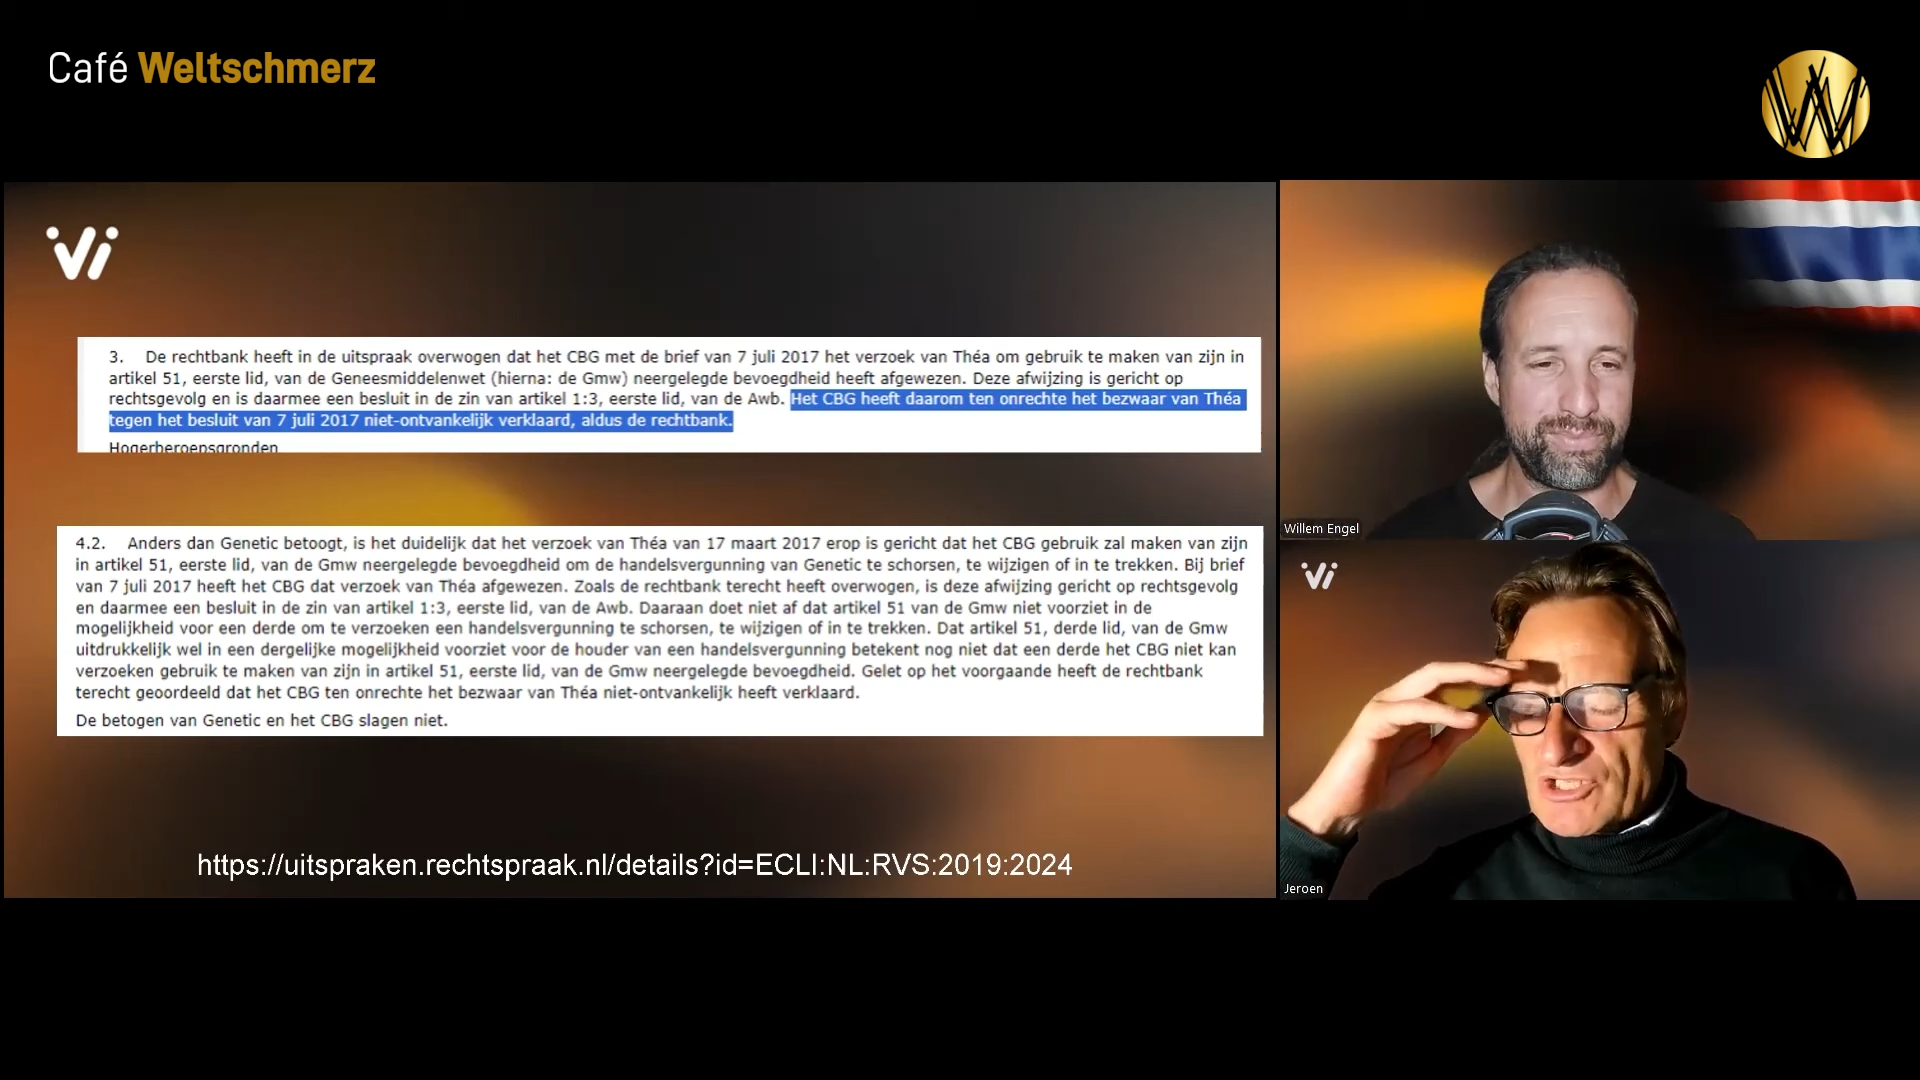 Café Weltschmerz
3. De rechtbank heeft in de uitspraak overwogen dat het CBG met de brief van 7 juli 2017 het verzoek van Théa om gebruik te maken van zijn in
artikel 51, eerste lid, van de Geneesmiddelenwet (hierna: de Gmw) neergelegde bevoegdheid heeft afgewezen. Deze afwijzing is gericht op
rechtsgevolg en is daarmee een besluit in de zin van artikel 1:3, eerste lid, van de Awb. Het CBG heeft daarom ten onrechte het bezwaar van Théa
tegen het besluit van 7 juli 2017 niet-ontvankelijk verklaard, aldus de rechtbank.
Hogerberoepsgronden
4.2. Anders dan Genetic betoogt, is het duidelijk dat het verzoek van Théa van 17 maart 2017 erop is gericht dat het CBG gebruik zal maken van zijn
in artikel 51, eerste lid, van de Gmw neergelegde bevoegdheid om de handelsvergunning van Genetic te schorsen, te wijzigen of in te trekken. Bij brief
van 7 juli 2017 heeft het CBG dat verzoek van Théa afgewezen. Zoals de rechtbank terecht heeft overwogen, is deze afwijzing gericht op rechtsgevolg
en daarmee een besluit in de zin van artikel 1:3, eerste lid, van de Awb. Daaraan doet niet af dat artikel 51 van de Gmw niet voorziet in de
mogelijkheid voor een derde om te verzoeken een handelsvergunning te schorsen, te wijzigen of in te trekken. Dat artikel 51, derde lid, van de Gmw
uitdrukkelijk wel in een dergelijke mogelijkheid voorziet voor de houder van een handelsvergunning betekent nog niet dat een derde het CBG niet kan
verzoeken gebruik te maken van zijn in artikel 51, eerste lid, van de Gmw neergelegde bevoegdheid. Gelet op het voorgaande heeft de rechtbank
terecht geoordeeld dat het CBG ten onrechte het bezwaar van Théa niet-ontvankelijk heeft verklaard.
De betogen van Genetic en het CBG slagen niet.
https://uitspraken.rechtspraak.nl/details?id=ECLI:NL:RVS:2019:2024
Willem Engel
Jeroen